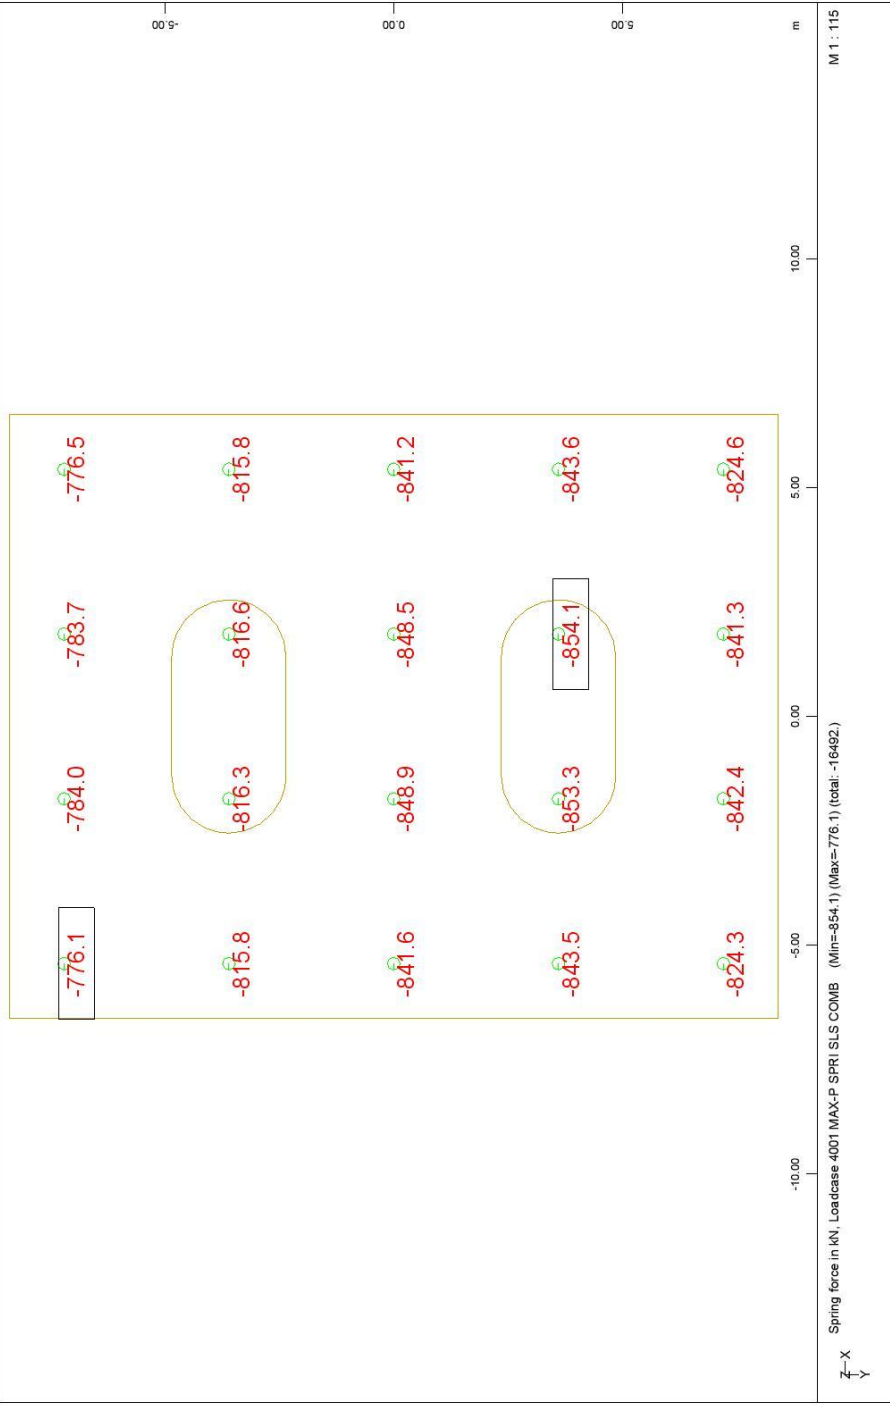 -776.1 -784.0 -783.7 -776.5
-5.00
-815.8 -816.3 -816.6 -815.8
-841.6 -848.9 -848.5 -841.2 0.00
-843.5 -853.3 -854.1 -843.6
5.00
-824.3 -842.4 -841.3 -824.6
-10.00 -5.00 0.00 5.00 10.00 m
Z X Y
Spring force in kN, Loadcase 4001 MAX-P SPRI SLS COMB (Min=-854.1) (Max=-776.1) (total: -16492.) M 1 : 115